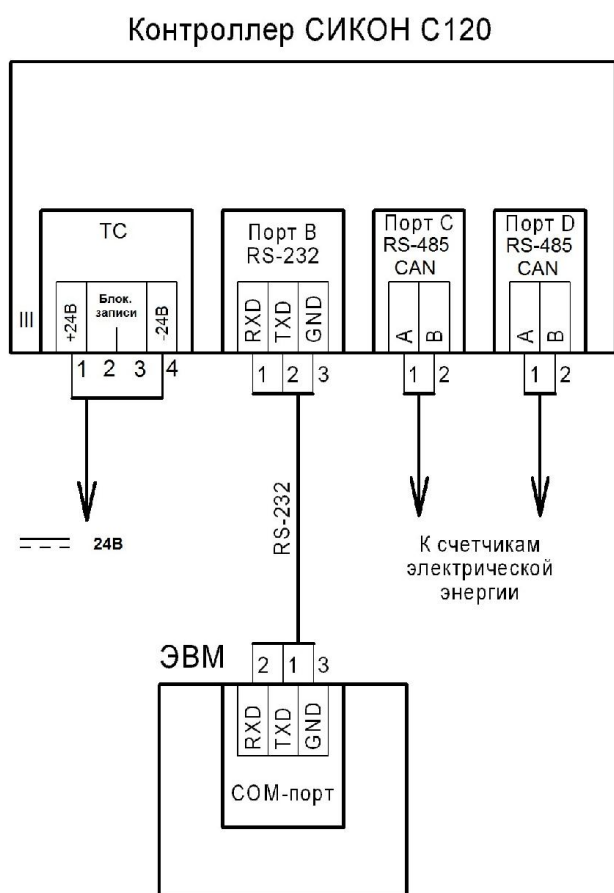 Контроллер СИКОН С120
III
ТС
+24В
Блок.
записи
-24В
1 2 3 4
24В
Порт В
RS-232
RXD TXD GND
1 2 3
Порт С
RS-485
CAN
A B
1 2
Порт D
RS-485
CAN
A B
1 2
RS-232
К счетчикам
электрической
энергии
ЭВМ
2 1 3
RXD TXD GND
СОМ-порт